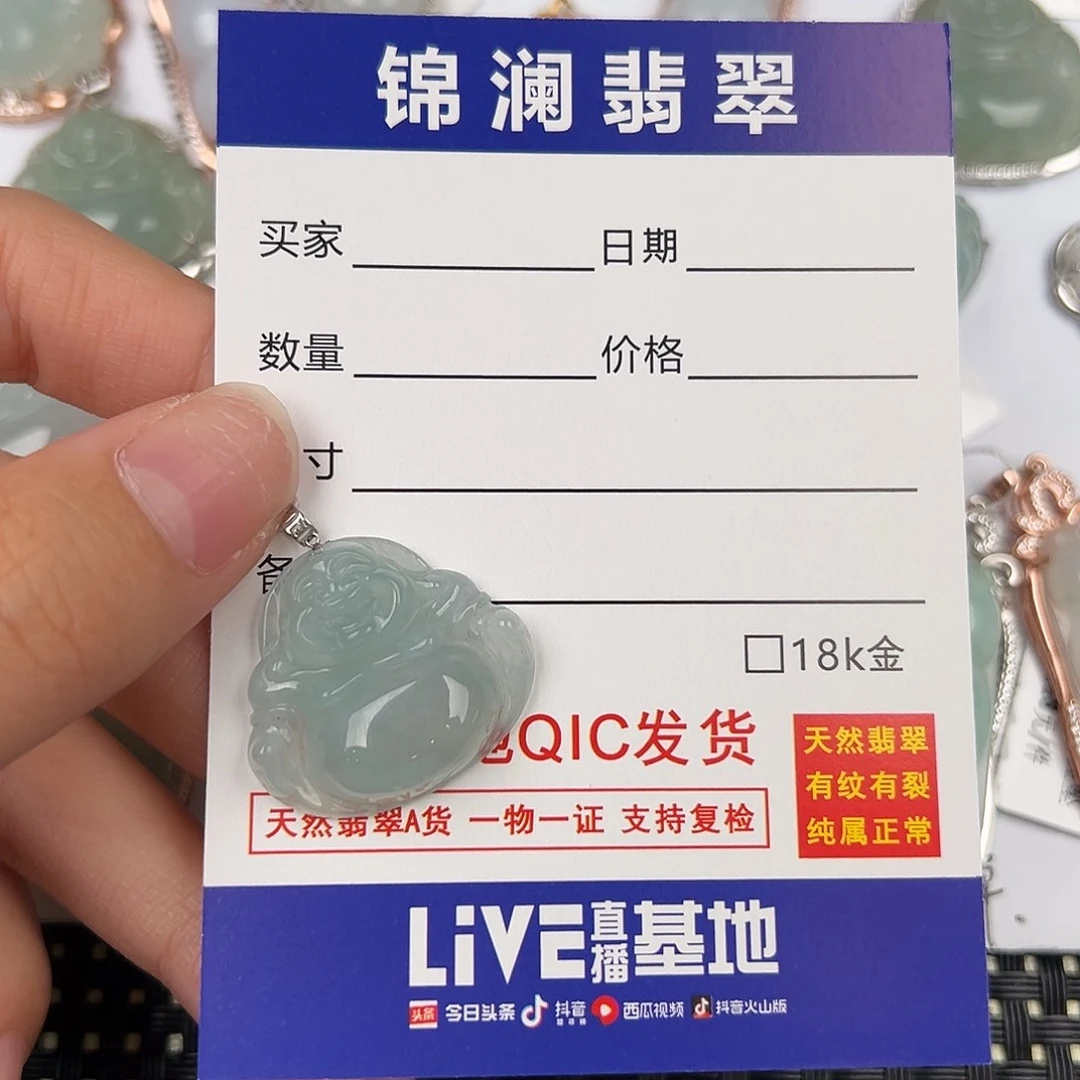 锦澜翡翠
买家 日期
数量 价格
寸
备
□18k金
QIC发货
天然翡翠A货 一物一证 支持复检
天然翡翠
有纹有裂
纯属正常
LiVE直播基地
头条 今日头条 抖音 西瓜视频 抖音火山版